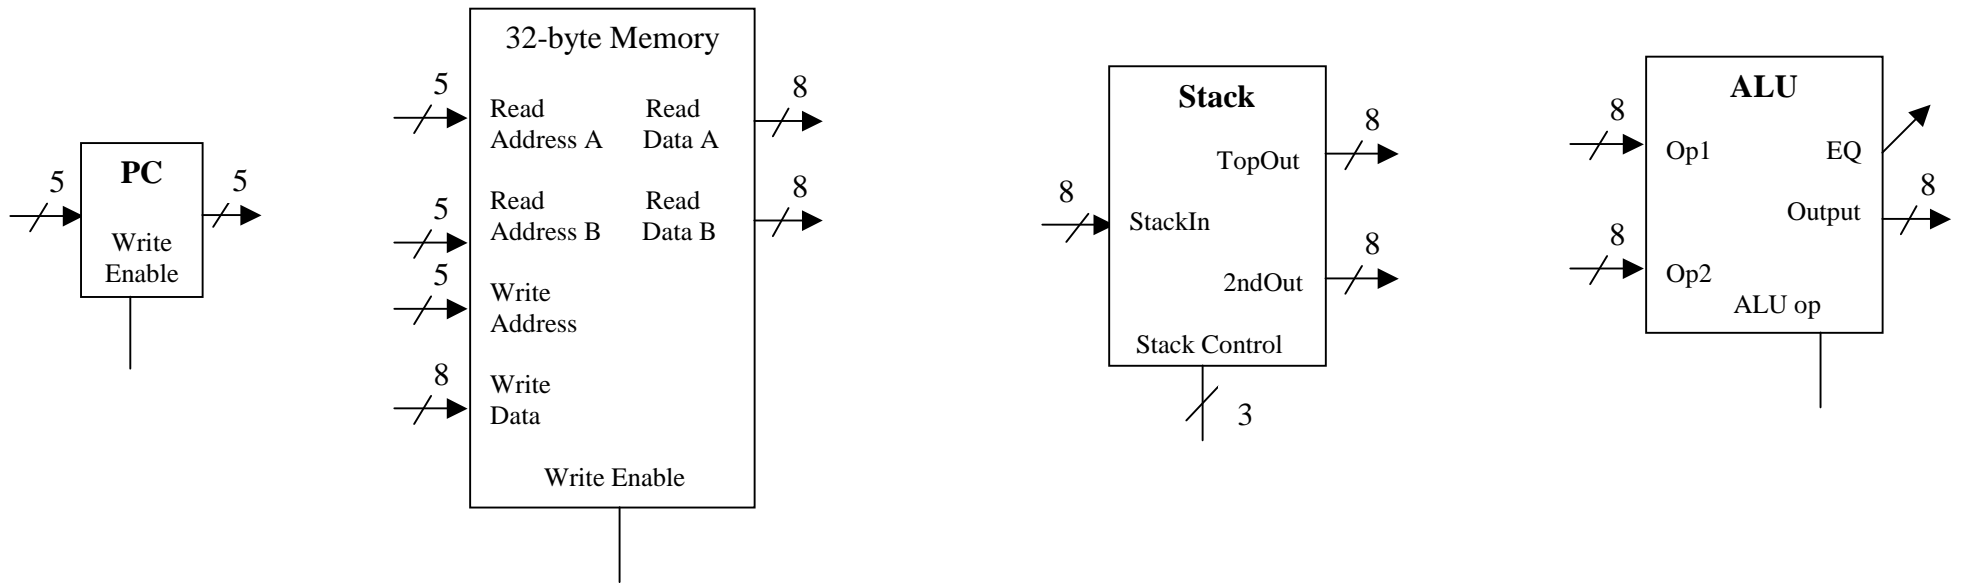 PC
5
5
Write
Enable
32-byte Memory
5
Read
Address A
Read
Data A
8
5
Read
Address B
Read
Data B
8
5
Write
Address
8
Write
Data
Write Enable
Stack
8
StackIn
TopOut
8
2ndOut
8
Stack Control
3
ALU
8
Op1
EQ
Output
8
8
Op2
ALU op